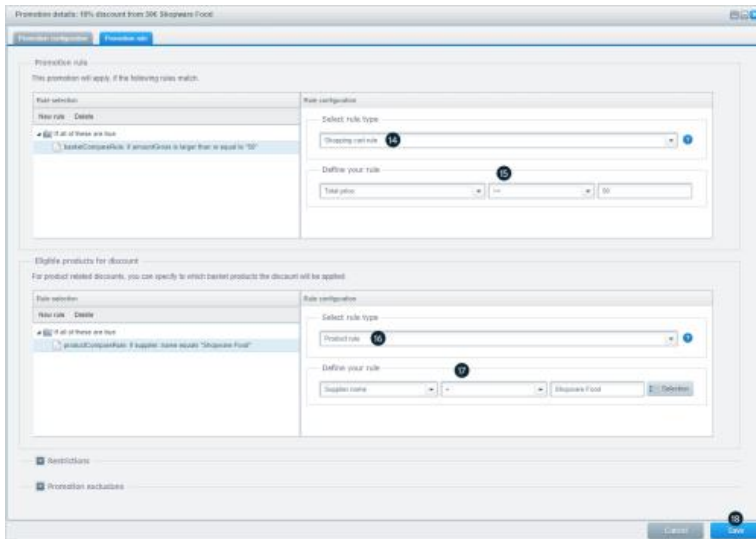 Promotion details: 10% discount from 50€ Shopware Food
Promotion configuration Promotion rule
Promotion rule
This promotion will apply, if the following rules match.
Rule selection Rule configuration
New rule Delete
Select rule type
If all of these are true
Shopping cart rule 14
basketCompareRule: If amountGross is larger than or equal to "50"
Define your rule 15
Total price >= 50
Eligible products for discount
For product related discounts, you can specify to which basket products the discount will be applied.
Rule selection Rule configuration
New rule Delete
Select rule type
If all of these are true
Product rule 16
productCompareRule: If supplier.name equals "Shopware Food"
Define your rule 17
Supplier name = Shopware Food Selection
Restrictions
Promotion exclusions
18
Cancel Save